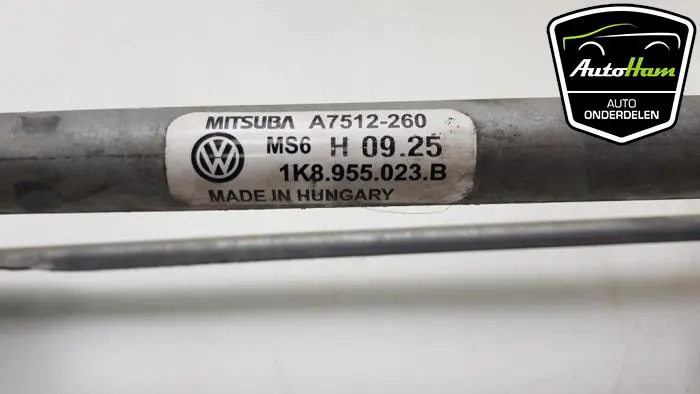 AutoHam
AUTO
ONDERDELEN
MITSUBA A7512-260
MS6 H 09.25
1K8.955.023.B
MADE IN HUNGARY